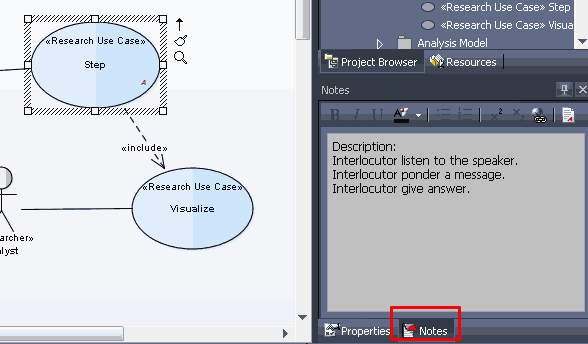 «Research Use Case»
Step
A
«include»
«Research Use Case»
Visualize
archer»
lyst
«Research Use Case» Step
«Research Use Case» Visua
Analysis Model
Project Browser
Resources
Notes
B I U A x² x₂
Description:
Interlocutor listen to the speaker.
Interlocutor ponder a message.
Interlocutor give answer.
Properties
Notes